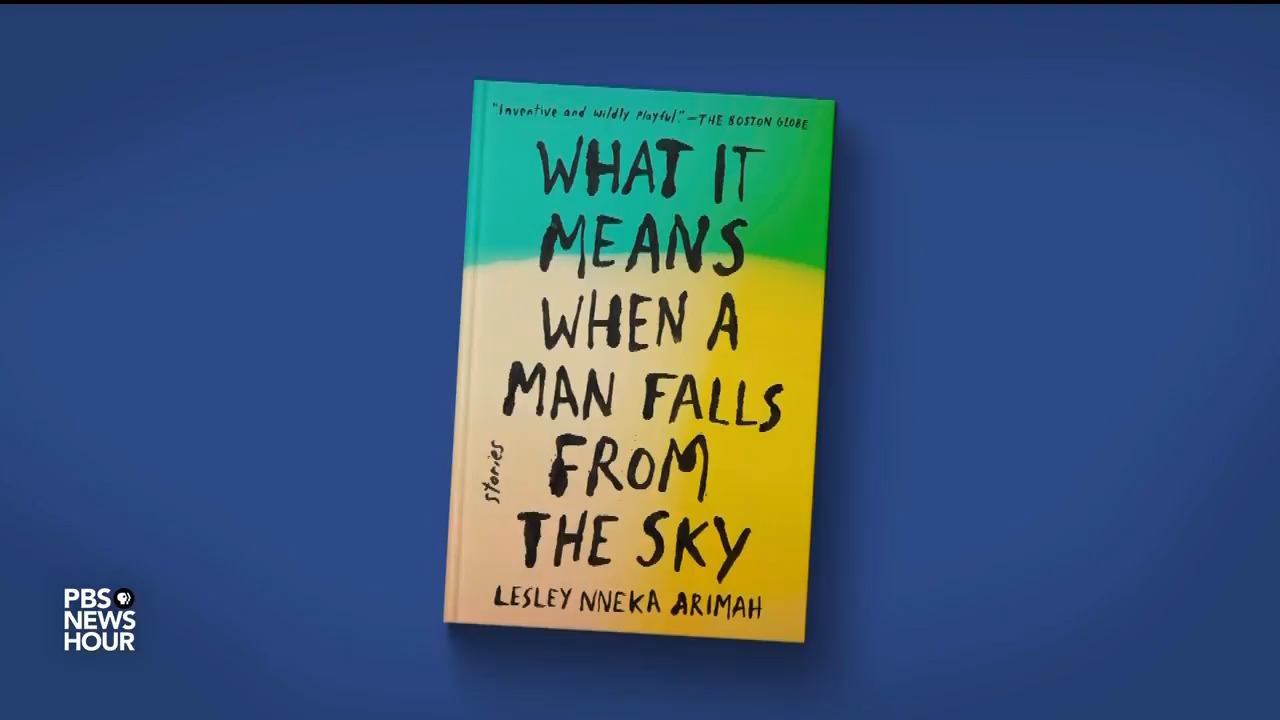 "Inventive and wildly playful."—THE BOSTON GLOBE
WHAT IT
MEANS
WHEN A
MAN FALLS
FROM
THE SKY
stories
LESLEY NNEKA ARIMAH
PBS
NEWS
HOUR